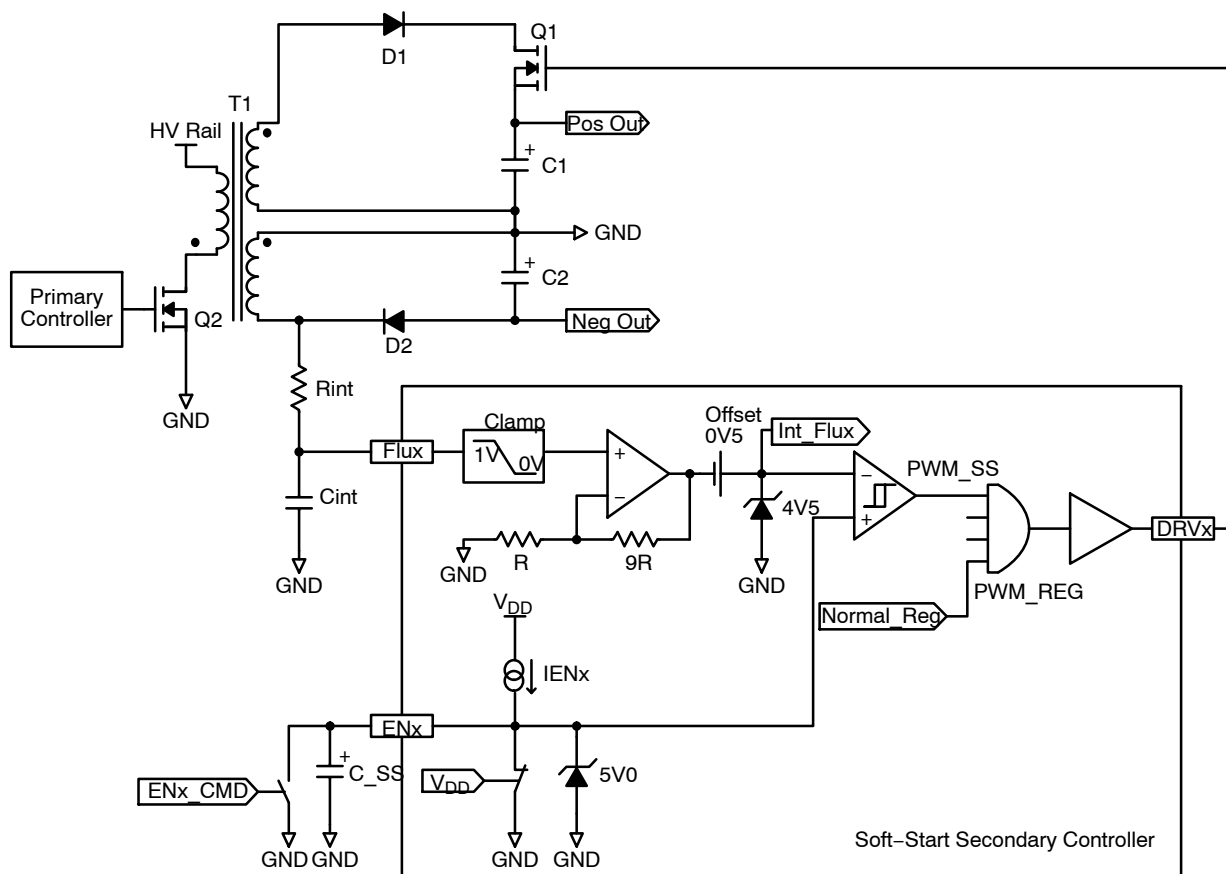 Q1
D1
T1
HV Rail
Pos Out
+
C1
GND
+
C2
Primary
Controller
Q2
Neg Out
D2
GND
Rint
Offset
0V5
Int_Flux
Clamp
Flux
1V
0V
+
−
−
+
PWM_SS
4V5
DRVx
Cint
GND
R
9R
GND
GND
PWM_REG
Normal_Reg
VDD
IENx
ENx
+
C_SS
ENx_CMD
VDD
5V0
GND
GND
GND
GND
Soft−Start Secondary Controller